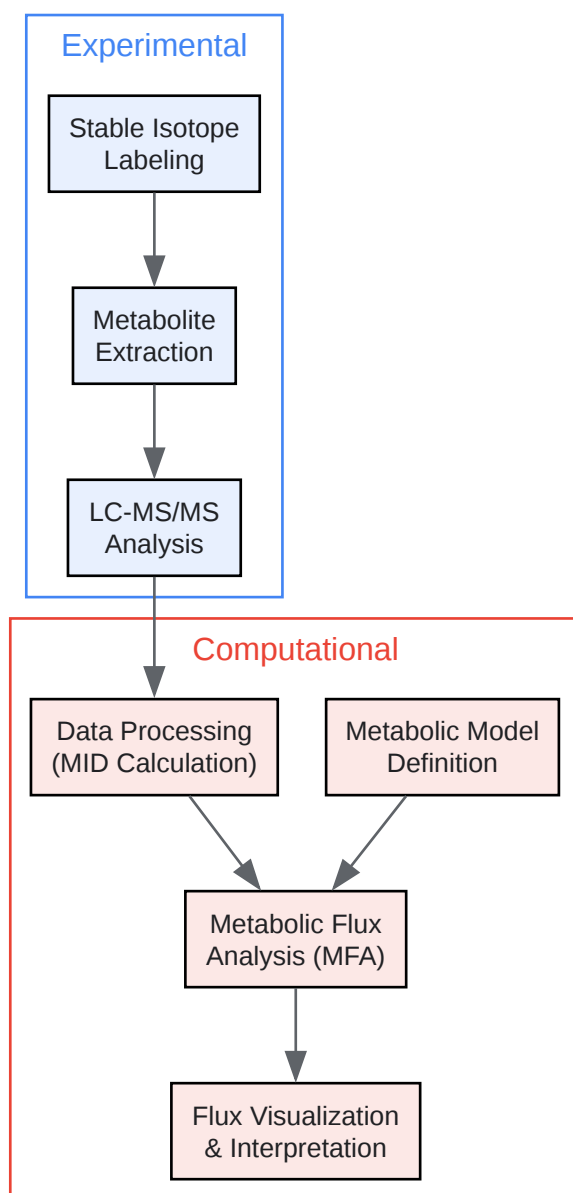 Experimental
Stable Isotope
Labeling
Metabolite
Extraction
LC-MS/MS
Analysis
Computational
Data Processing
(MID Calculation)
Metabolic Model
Definition
Metabolic Flux
Analysis (MFA)
Flux Visualization
& Interpretation